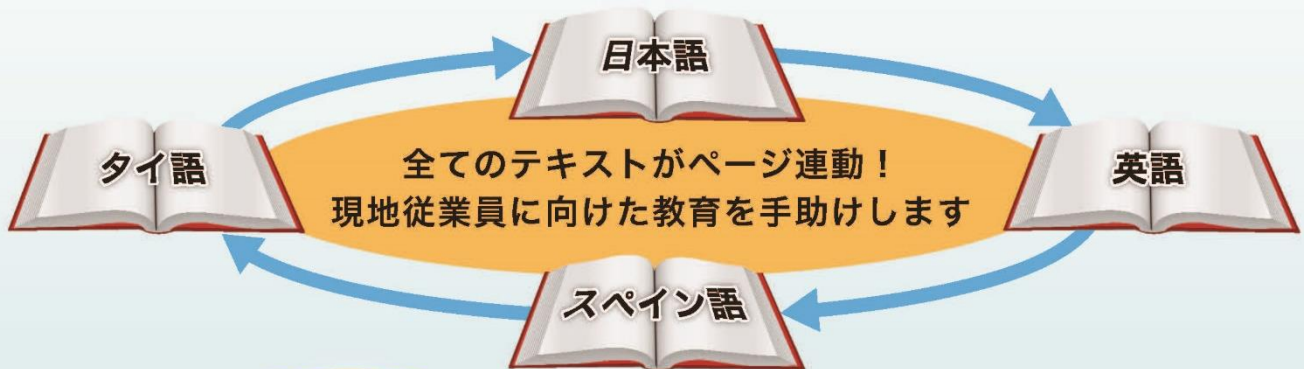 日本語
タイ語
全てのテキストがページ連動！
英語
現地従業員に向けた教育を手助けします
スペイン語